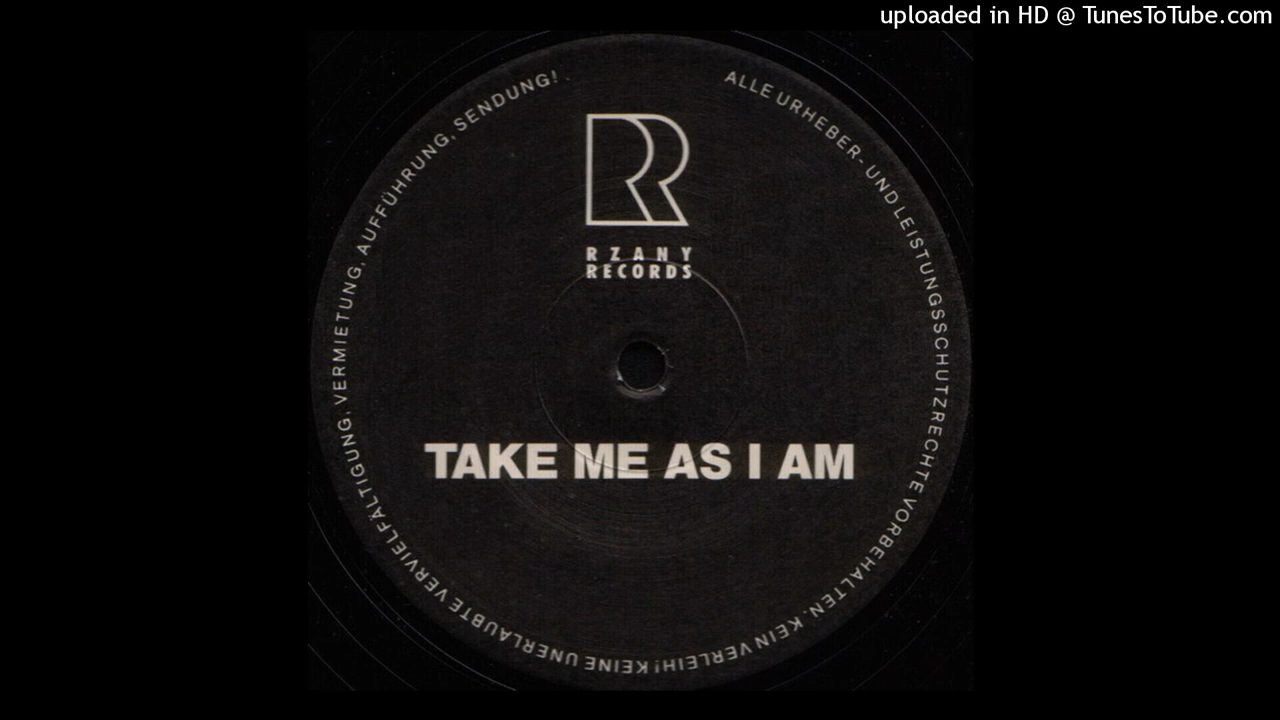 uploaded in HD @ TunesToTube.com
ALLE URHEBER- UND LEISTUNGSSCHUTZRECHTE VORBEHALTEN. KEIN VERLEIH! KEINE UNERLAUBTE VERVIELFÄLTIGUNG, VERMIETUNG, AUFFÜHRUNG, SENDUNG!
RR
RZANY
RECORDS
TAKE ME AS I AM